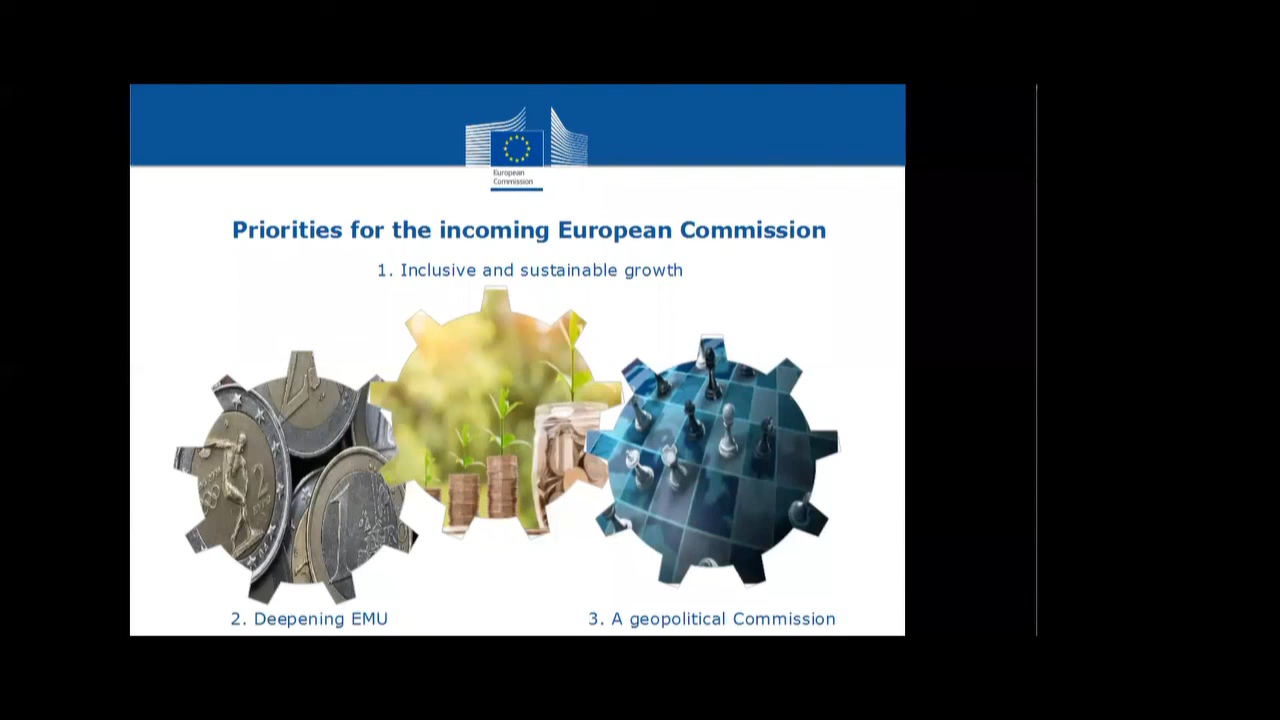 European
Commission
Priorities for the incoming European Commission
1. Inclusive and sustainable growth
2. Deepening EMU
3. A geopolitical Commission